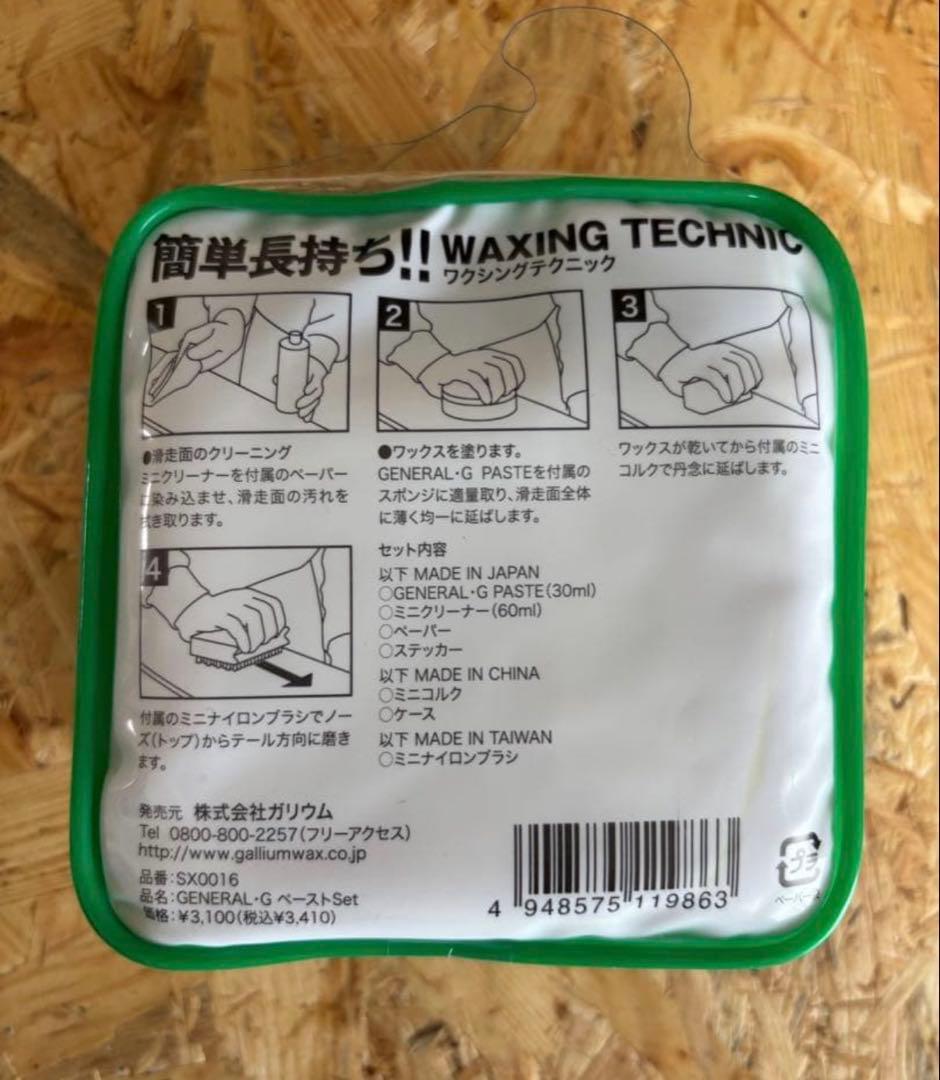 簡単長持ち!! WAXING TECHNIC
ワクシングテクニック
1
2
3
●滑走面のクリーニング
ミニクリーナーを付属のペーパー
に染み込ませ、滑走面の汚れを
拭き取ります。
●ワックスを塗ります。
GENERAL・G PASTEを付属の
スポンジに適量取り、滑走面全体
に薄く均一に延ばします。
ワックスが乾いてから付属のミニ
コルクで丹念に延ばします。
4
付属のミニナイロンブラシでノー
ズ(トップ)からテール方向に磨き
ます。
セット内容
以下 MADE IN JAPAN
○GENERAL・G PASTE(30ml)
○ミニクリーナー(60ml)
○ペーパー
○ステッカー
以下 MADE IN CHINA
○ミニコルク
○ケース
以下 MADE IN TAIWAN
○ミニナイロンブラシ
発売元 株式会社ガリウム
Tel 0800-800-2257(フリーアクセス)
http://www.galliumwax.co.jp
品番:SX0016
品名:GENERAL・G ペーストSet
価格:¥3,100(税込¥3,410)
4 948575 119863
プラ